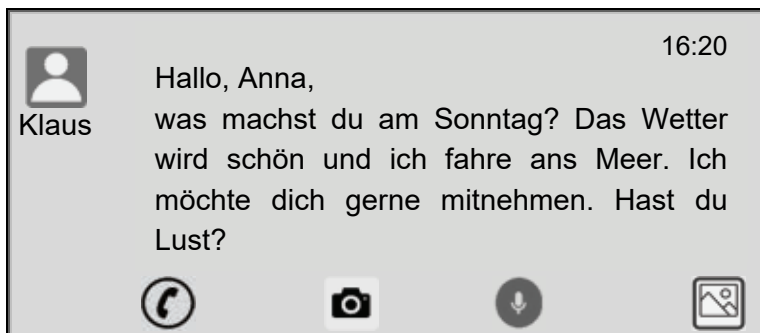 16:20
Klaus
Hallo, Anna,
was machst du am Sonntag? Das Wetter
wird schön und ich fahre ans Meer. Ich
möchte dich gerne mitnehmen. Hast du
Lust?